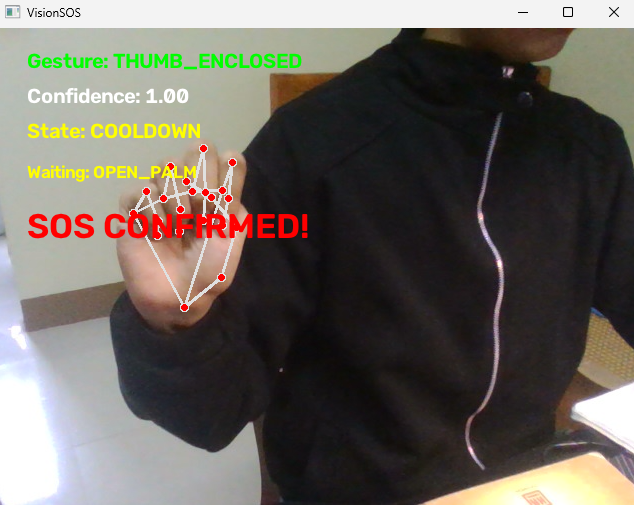 VisionSOS
Gesture: THUMB_ENCLOSED
Confidence: 1.00
State: COOLDOWN
Waiting: OPEN_PALM
SOS CONFIRMED!